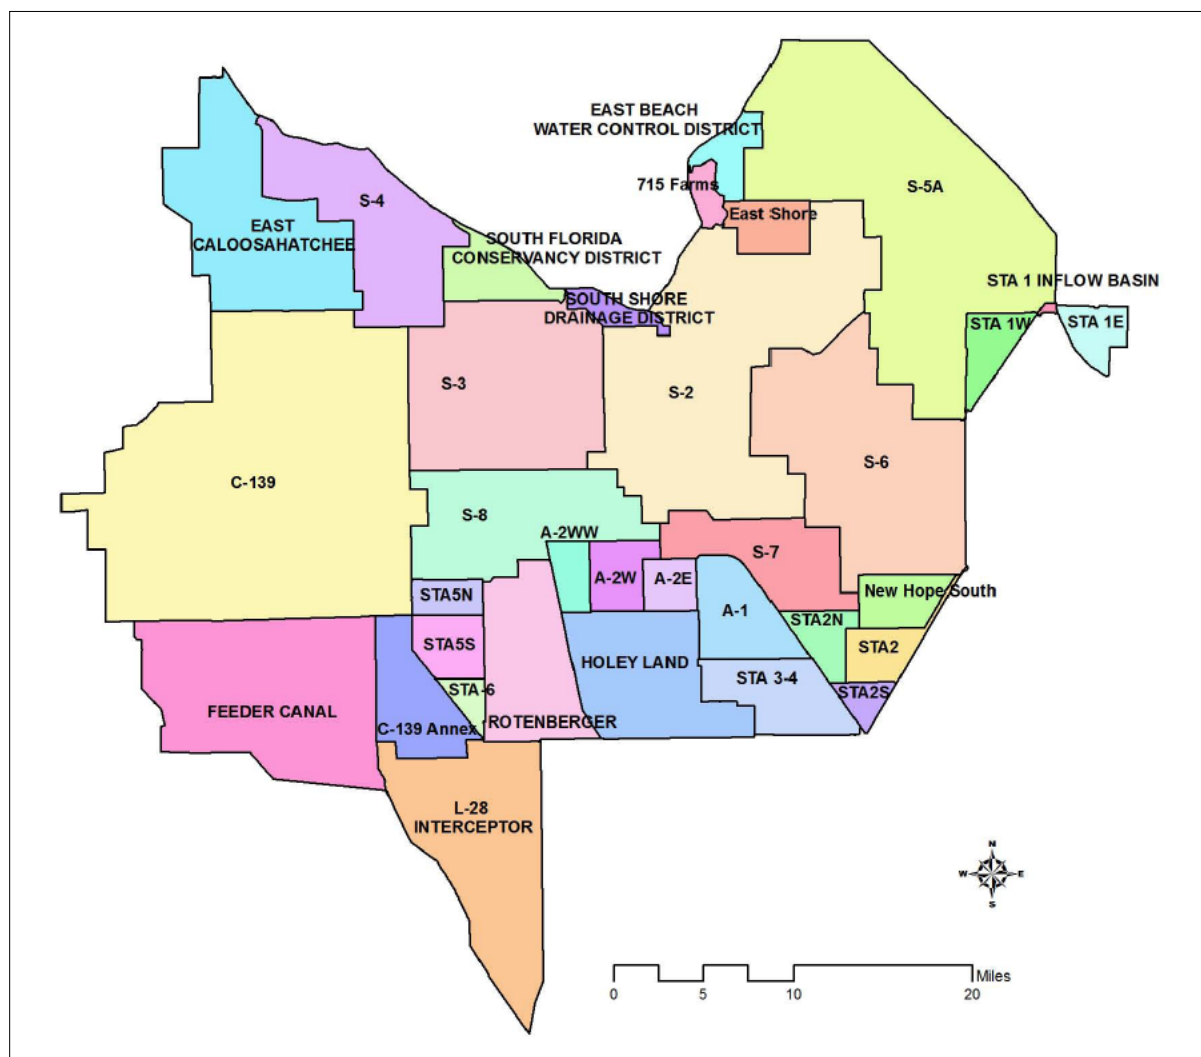 EAST BEACH
WATER CONTROL DISTRICT
715 Farms
S-5A
S-4
East Shore
EAST
CALOOSAHATCHEE
SOUTH FLORIDA
CONSERVANCY DISTRICT
STA 1 INFLOW BASIN
SOUTH SHORE
DRAINAGE DISTRICT
STA 1W
STA 1E
S-3
S-2
S-6
C-139
S-8
A-2WW
S-7
A-2W
A-2E
New Hope South
STA5N
A-1
STA2N
STA5S
HOLEY LAND
STA2
STA 3-4
STA-6
STA2S
FEEDER CANAL
C-139 Annex
ROTENBERGER
L-28
INTERCEPTOR
N
W
E
S
Miles
0
5
10
20